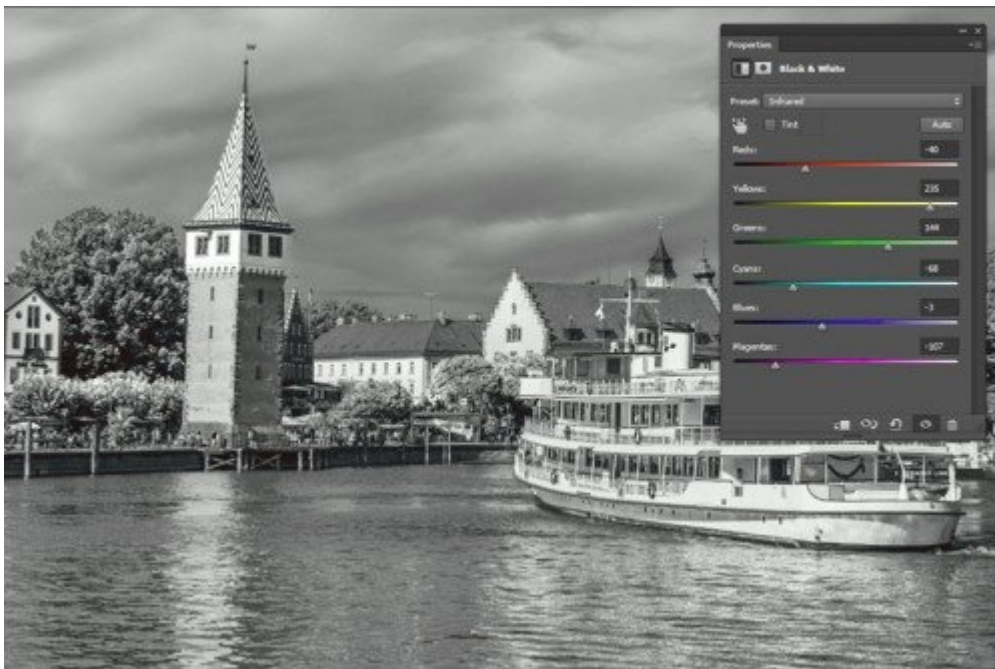 Properties
Black & White
Preset: Infrared
Tint Auto
Reds: -40
Yellows: 235
Greens: 144
Cyans: -68
Blues: -3
Magentas: -107